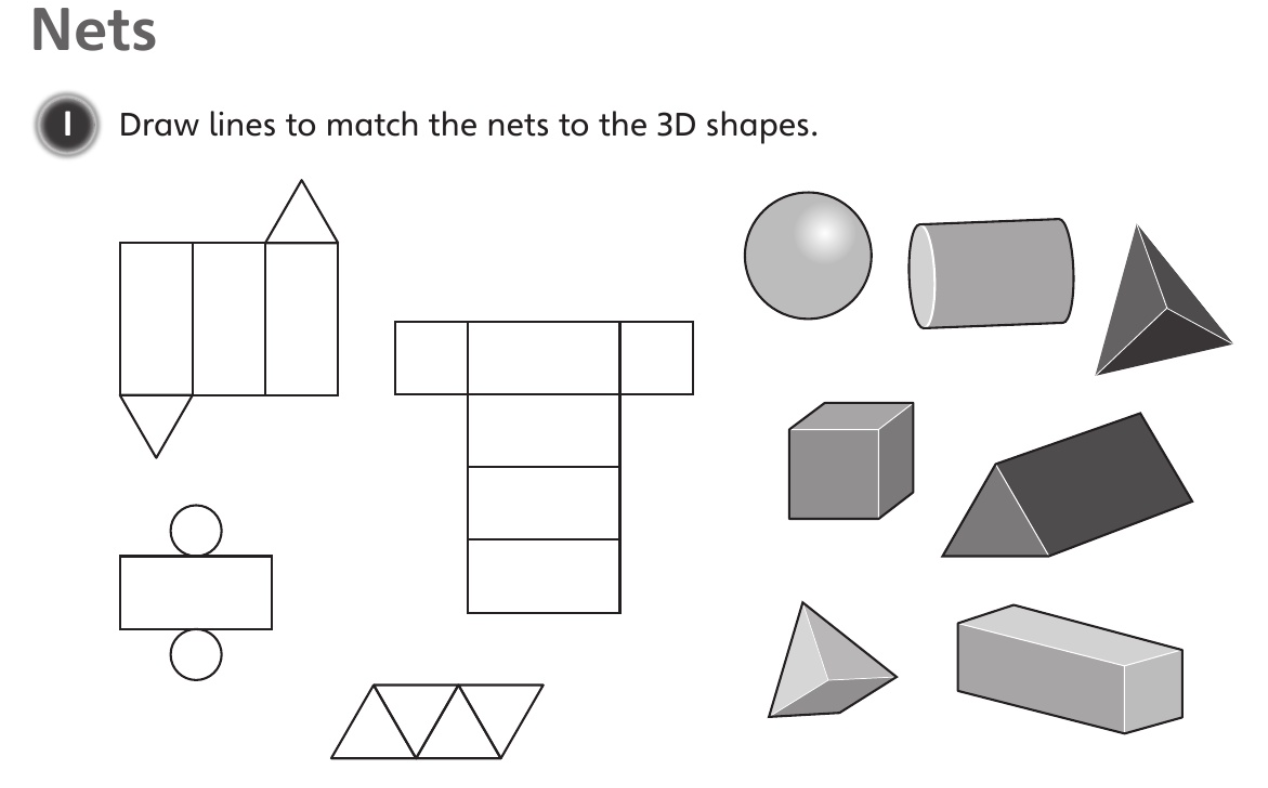 Nets
1 Draw lines to match the nets to the 3D shapes.